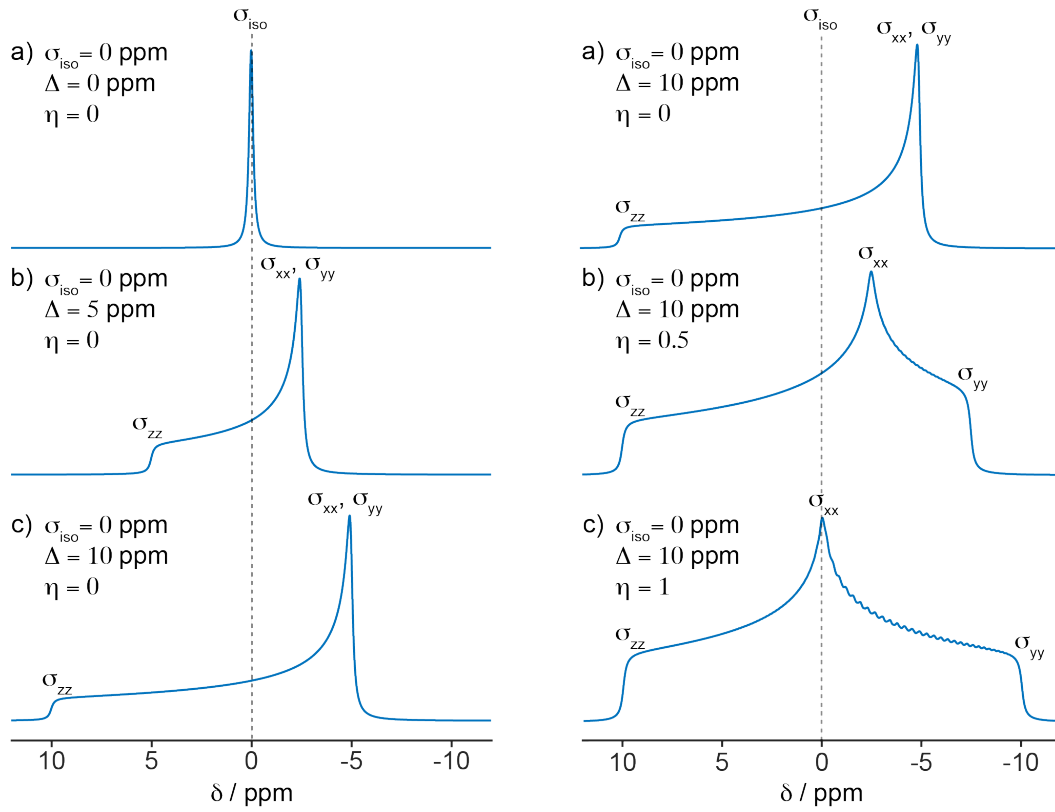 σiso
a) σiso= 0 ppm
Δ = 0 ppm
η = 0
σxx, σyy
b) σiso= 0 ppm
Δ = 5 ppm
η = 0
σzz
σxx, σyy
c) σiso= 0 ppm
Δ = 10 ppm
η = 0
σzz
10 5 0 -5 -10
δ / ppm
σiso
σxx, σyy
a) σiso= 0 ppm
Δ = 10 ppm
η = 0
σzz
σxx
b) σiso= 0 ppm
Δ = 10 ppm
η = 0.5
σyy
σzz
σxx
c) σiso= 0 ppm
Δ = 10 ppm
η = 1
σzz
σyy
10 5 0 -5 -10
δ / ppm